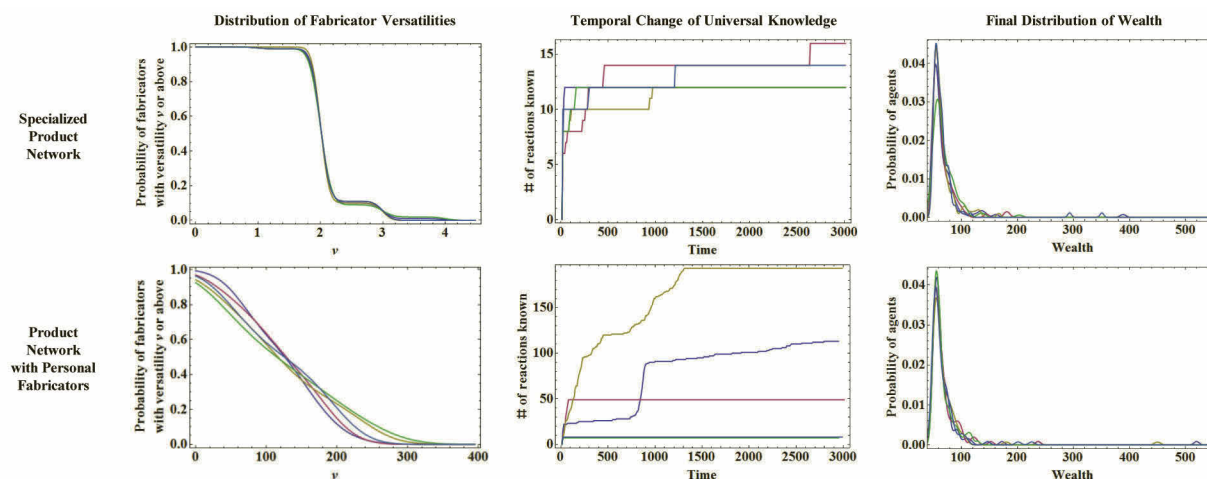 Distribution of Fabricator Versatilities
Temporal Change of Universal Knowledge
Final Distribution of Wealth
Specialized
Product
Network
Probability of fabricators
with versatility v or above
1.0
0.8
0.6
0.4
0.2
0.0
0
1
2
3
4
v
# of reactions known
15
10
5
0
0
500
1000
1500
2000
2500
3000
Time
Probability of agents
0.04
0.03
0.02
0.01
0.00
100
200
300
400
500
Wealth
Product
Network
with Personal
Fabricators
Probability of fabricators
with versatility v or above
1.0
0.8
0.6
0.4
0.2
0.0
0
100
200
300
400
v
# of reactions known
150
100
50
0
0
500
1000
1500
2000
2500
3000
Time
Probability of agents
0.04
0.03
0.02
0.01
0.00
100
200
300
400
500
Wealth